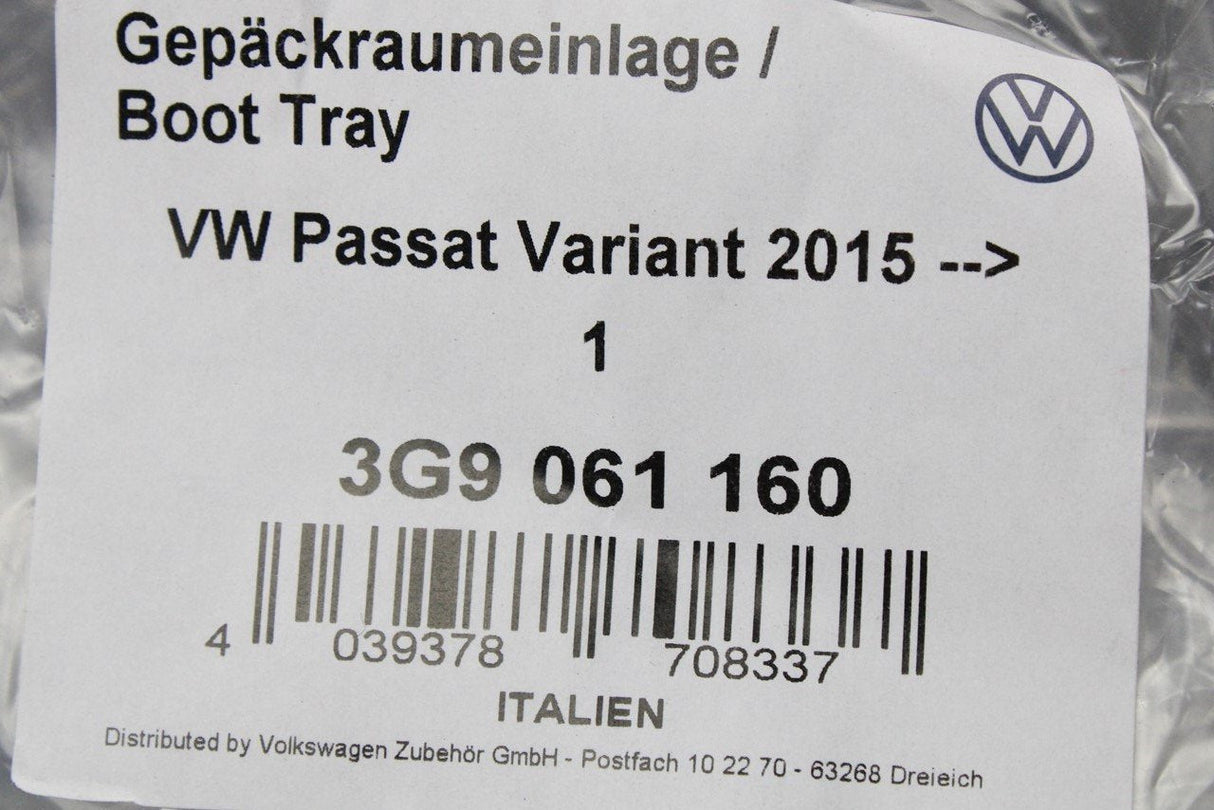 Gepäckraumeinlage /
Boot Tray
VW Passat Variant 2015 -->
1
3G9 061 160
4 039378 708337
ITALIEN
Distributed by Volkswagen Zubehör GmbH - Postfach 10 22 70 - 63268 Dreieich